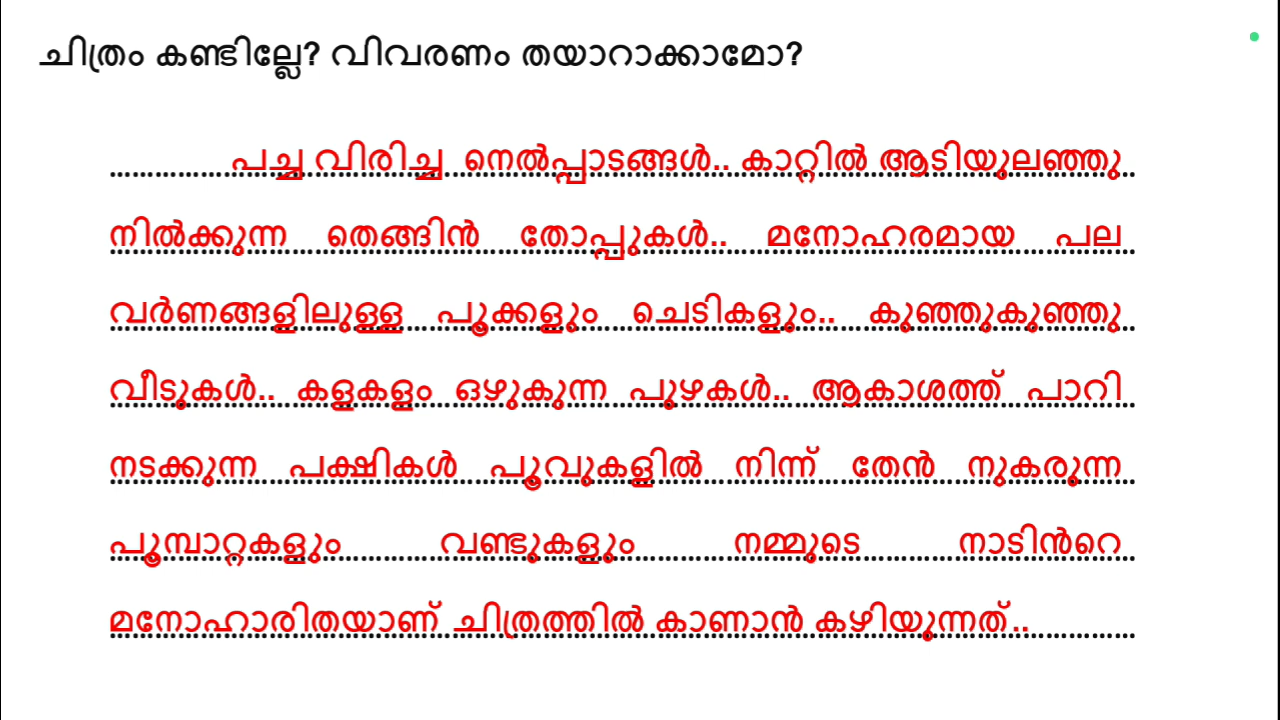 ചിത്രം കണ്ടില്ലേ? വിവരണം തയാറാക്കാമോ?
പച്ച വിരിച്ച നെൽപ്പാടങ്ങൾ.. കാറ്റിൽ ആടിയുലഞ്ഞു
നിൽക്കുന്ന തെങ്ങിൻ തോപ്പുകൾ.. മനോഹരമായ പല
വർണങ്ങളിലുള്ള പൂക്കളും ചെടികളും.. കുഞ്ഞുകുഞ്ഞു
വീടുകൾ.. കളകളം ഒഴുകുന്ന പുഴകൾ.. ആകാശത്ത് പാറി
നടക്കുന്ന പക്ഷികൾ പൂവുകളിൽ നിന്ന് തേൻ നുകരുന്ന
പൂമ്പാറ്റകളും വണ്ടുകളും നമ്മുടെ നാടിൻറെ
മനോഹാരിതയാണ് ചിത്രത്തിൽ കാണാൻ കഴിയുന്നത്..